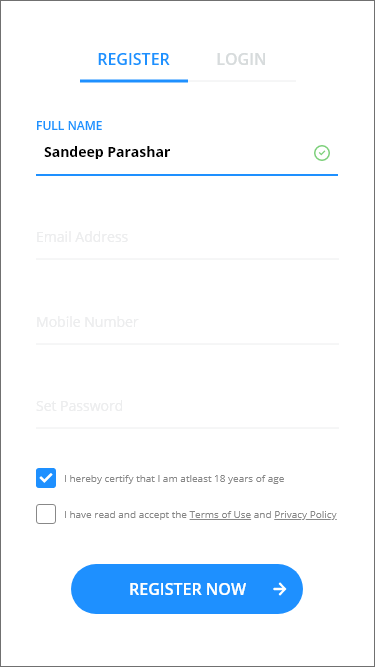 REGISTER LOGIN
FULL NAME
Sandeep Parashar
Email Address
Mobile Number
Set Password
I hereby certify that I am atleast 18 years of age
I have read and accept the Terms of Use and Privacy Policy
REGISTER NOW